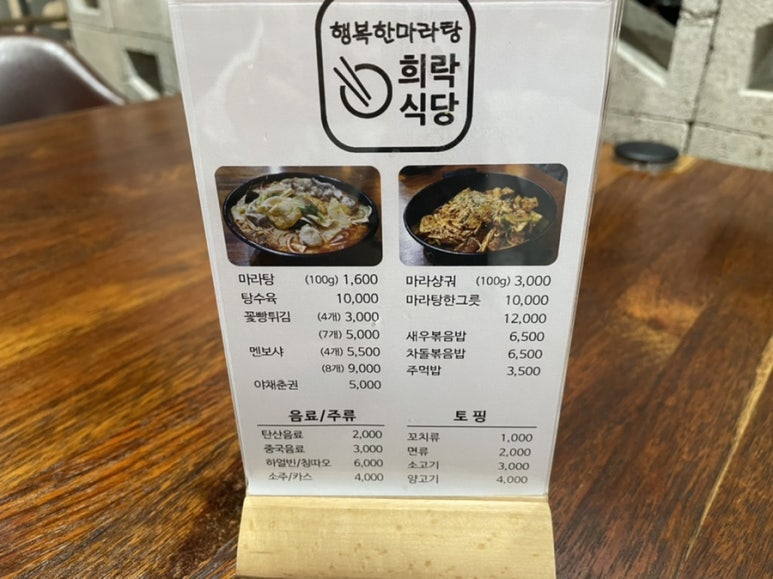 행복한마라탕
희락
식당
마라탕 (100g) 1,600
탕수육 10,000
꽃빵튀김 (4개) 3,000
(7개) 5,000
멘보샤 (4개) 5,500
(8개) 9,000
야채춘권 5,000
마라샹궈 (100g) 3,000
마라탕한그릇 10,000
12,000
새우볶음밥 6,500
차돌볶음밥 6,500
주먹밥 3,500
음료/주류
탄산음료 2,000
중국음료 3,000
하얼빈/칭따오 6,000
소주/카스 4,000
토핑
꼬치류 1,000
면류 2,000
소고기 3,000
양고기 4,000